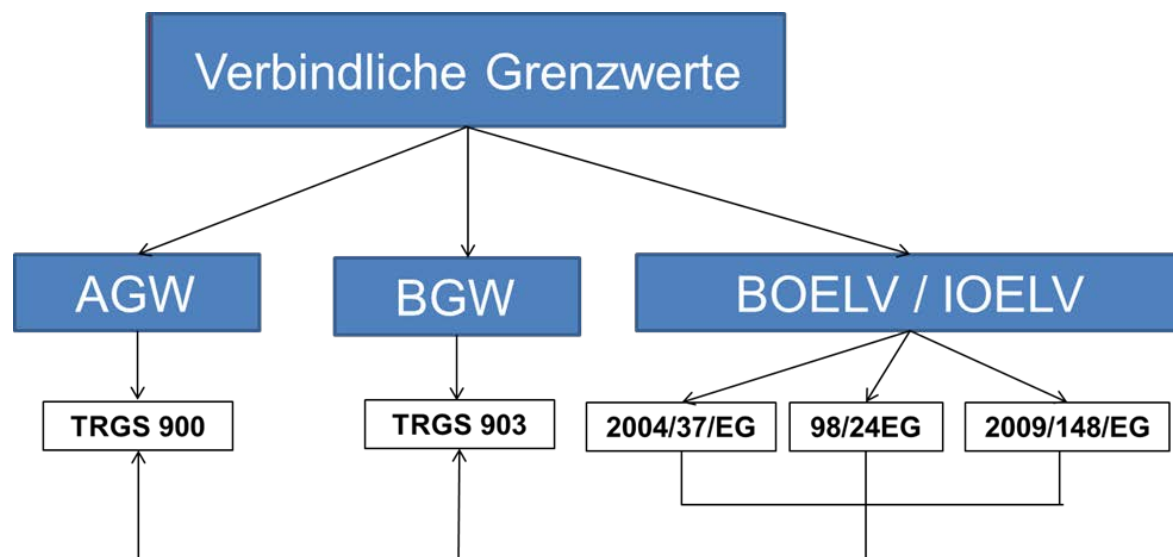 Verbindliche Grenzwerte
AGW
BGW
BOELV / IOELV
TRGS 900
TRGS 903
2004/37/EG
98/24EG
2009/148/EG